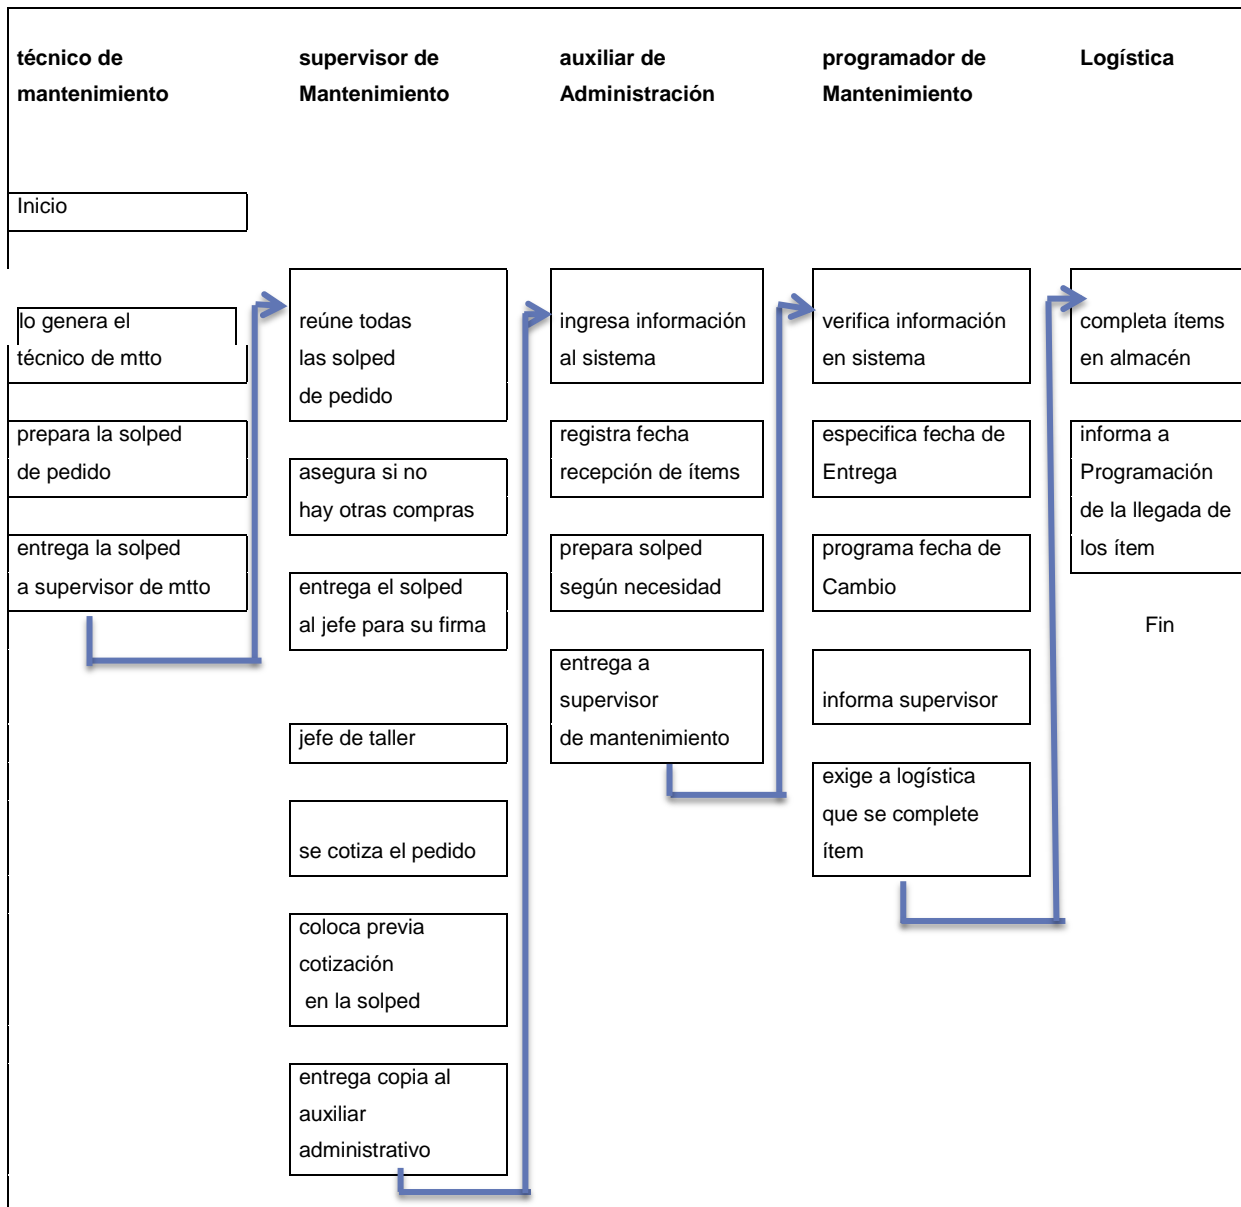 técnico de
mantenimiento
supervisor de
Mantenimiento
auxiliar de
Administración
programador de
Mantenimiento
Logística
Inicio
lo genera el
técnico de mtto
prepara la solped
de pedido
entrega la solped
a supervisor de mtto
reúne todas
las solped
de pedido
asegura si no
hay otras compras
entrega el solped
al jefe para su firma
jefe de taller
se cotiza el pedido
coloca previa
cotización
en la solped
entrega copia al
auxiliar
administrativo
ingresa información
al sistema
registra fecha
recepción de ítems
prepara solped
según necesidad
entrega a
supervisor
de mantenimiento
verifica información
en sistema
especifica fecha de
Entrega
programa fecha de
Cambio
informa supervisor
exige a logística
que se complete
ítem
completa ítems
en almacén
informa a
Programación
de la llegada de
los ítem
Fin